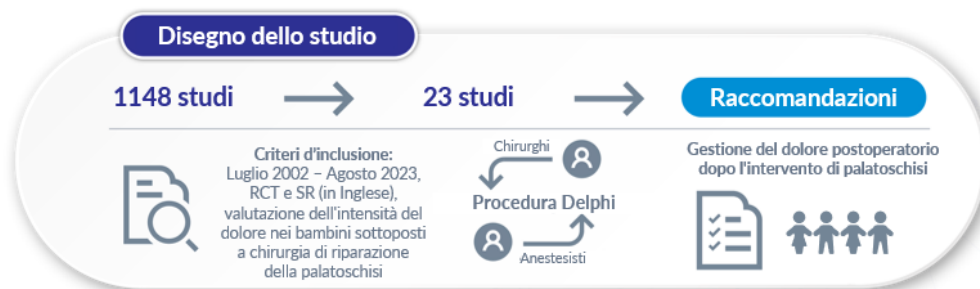 Disegno dello studio
1148 studi
23 studi
Raccomandazioni
Criteri d'inclusione:
Luglio 2002 – Agosto 2023,
RCT e SR (in Inglese),
valutazione dell'intensità del
dolore nei bambini sottoposti
a chirurgia di riparazione
della palatoschisi
Chirurghi
Procedura Delphi
Anestesisti
Gestione del dolore postoperatorio
dopo l'intervento di palatoschisi